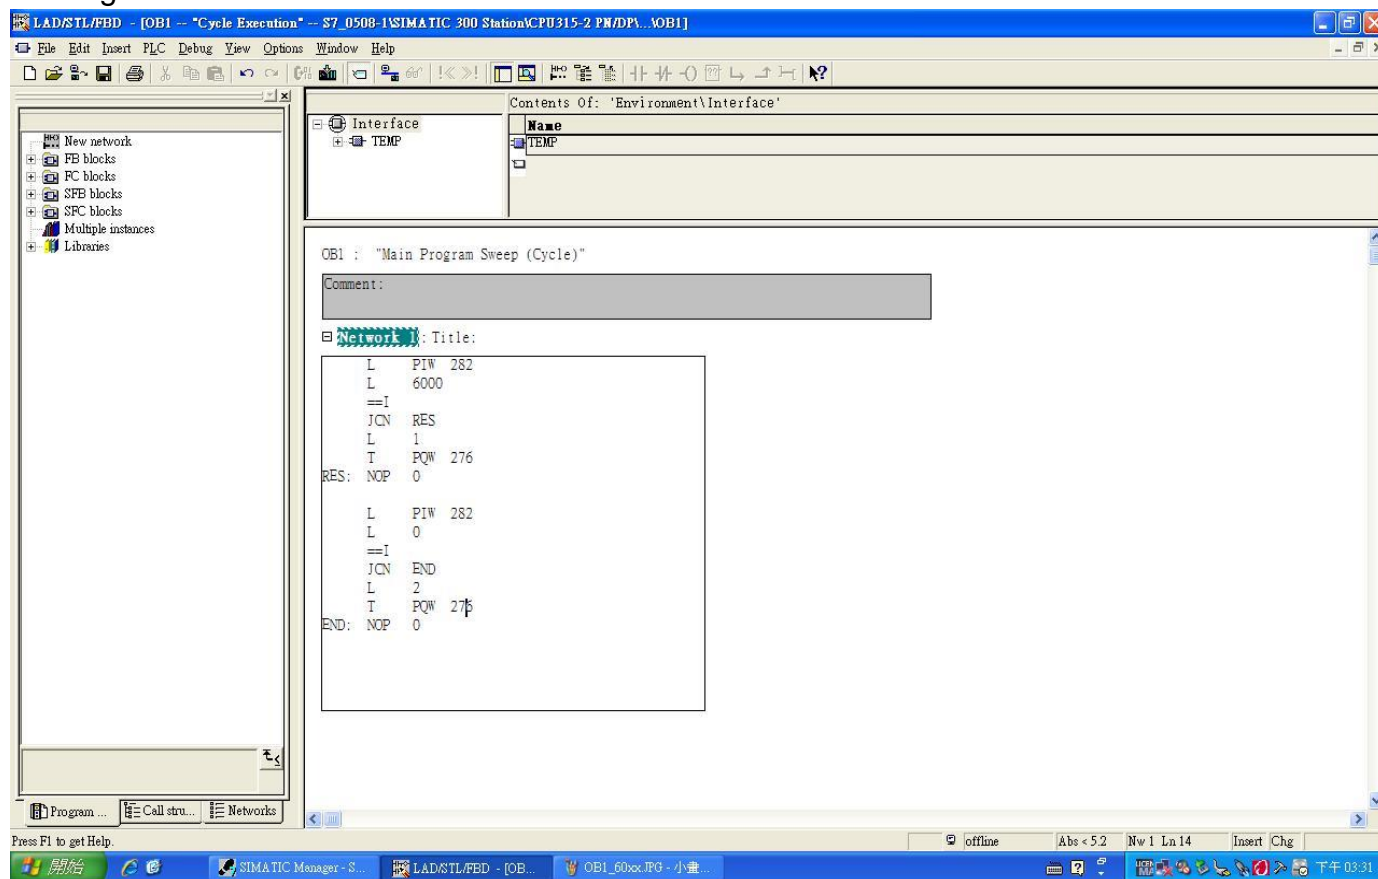 LAD/STL/FBD - [OB1 -- "Cycle Execution" -- S7_0508-1\SIMATIC 300 Station\CPU315-2 PN/DP\...\OB1]
File Edit Insert PLC Debug View Options Window Help
Contents Of: 'Environment\Interface'
Interface
TEMP
Name
TEMP
New network
FB blocks
FC blocks
SFB blocks
SFC blocks
Multiple instances
Libraries
OB1 : "Main Program Sweep (Cycle)"
Comment:
Network 1: Title:
L PIW 282
L 6000
==I
JCN RES
L 1
T PQW 276
RES: NOP 0
L PIW 282
L 0
==I
JCN END
L 2
T PQW 276
END: NOP 0
Program ... Call stru... Networks
Press F1 to get Help.
offline Abs < 5.2 Nw 1 Ln 14 Insert Chg
開始 SIMATIC Manager - S... LAD/STL/FBD - [OB... OB1_60xx.JPG - 小畫... 下午 03:31